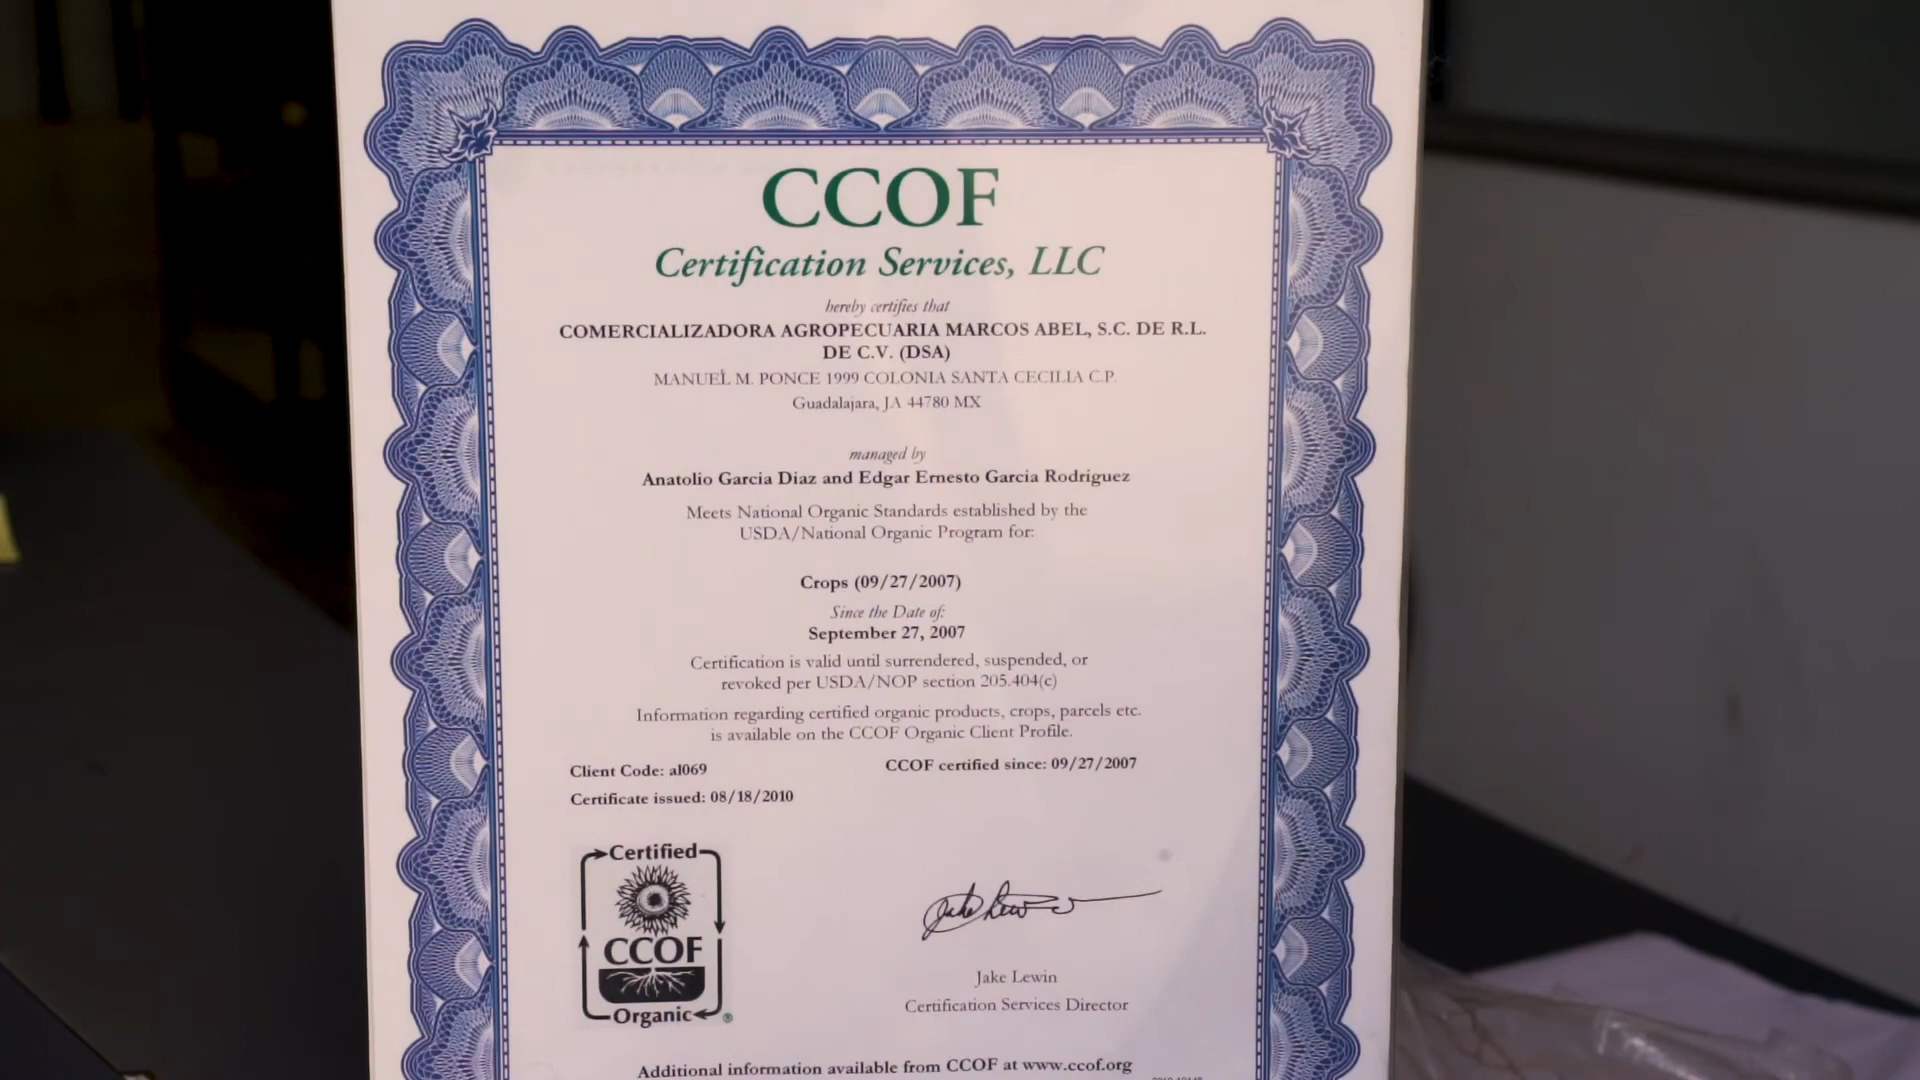 CCOF
Certification Services, LLC
hereby certifies that
COMERCIALIZADORA AGROPECUARIA MARCOS ABEL, S.C. DE R.L.
DE C.V. (DSA)
MANUEL M. PONCE 1999 COLONIA SANTA CECILIA C.P.
Guadalajara, JA 44780 MX
managed by
Anatolio Garcia Diaz and Edgar Ernesto Garcia Rodriguez
Meets National Organic Standards established by the
USDA/National Organic Program for:
Crops (09/27/2007)
Since the Date of:
September 27, 2007
Certification is valid until surrendered, suspended, or
revoked per USDA/NOP section 205.404(c)
Information regarding certified organic products, crops, parcels etc.
is available on the CCOF Organic Client Profile.
Client Code: al069
CCOF certified since: 09/27/2007
Certificate issued: 08/18/2010
Certified
CCOF
Organic ®
Jake Lewin
Jake Lewin
Certification Services Director
Additional information available from CCOF at www.ccof.org